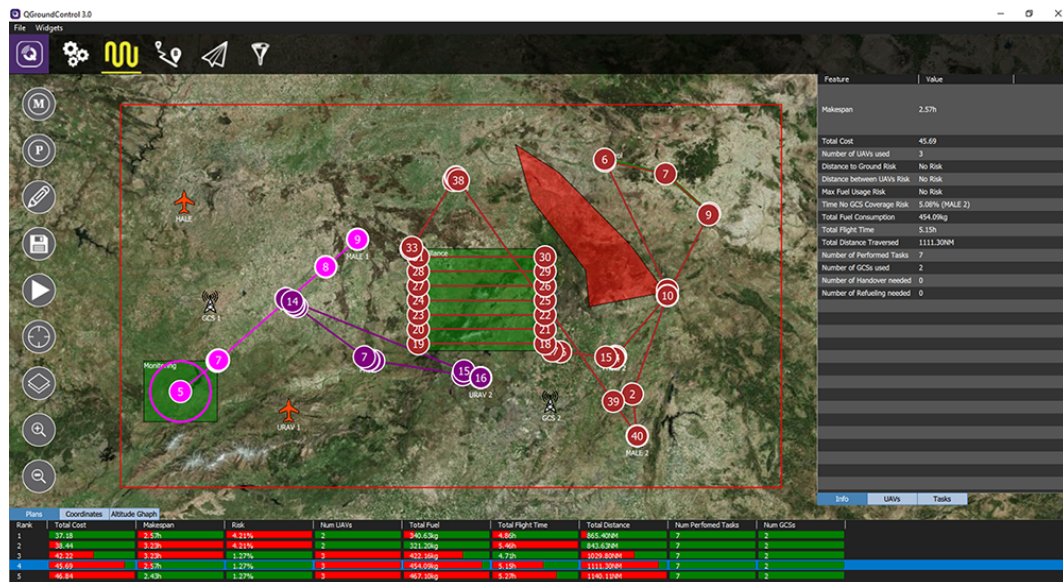 QGroundControl 3.0
File Widgets
M
P
HALE
GCS 1
URAV 1
Monitoring
5
7
8
9
MALE 1
14
7
15
16
URAV 2
GCS 2
38
33
30
28
29
27
26
24
25
23
22
20
21
19
18
6
7
9
10
15
2
39
40
MALE 2
Feature Value
Makespan 2.57h
Total Cost 45.69
Number of UAVs used 3
Distance to Ground Risk No Risk
Distance between UAVs Risk No Risk
Max Fuel Usage Risk No Risk
Time No GCS Coverage Risk 5.08% (MALE 2)
Total Fuel Consumption 454.09kg
Total Flight Time 5.15h
Total Distance Traversed 1111.30NM
Number of Performed Tasks 7
Number of GCSs used 2
Number of Handover needed 0
Number of Refueling needed 0
Info UAVs Tasks
Plans Coordinates Altitude Ghaph
Rank Total Cost Makespan Risk Num UAVs Total Fuel Total Flight Time Total Distance Num Perfomed Tasks Num GCSs
1 37.18 2.57h 4.21% 2 340.63kg 4.86h 865.40NM 7 2
2 38.44 3.23h 4.21% 2 321.20kg 5.46h 843.63NM 7 2
3 42.22 3.23h 1.27% 3 422.16kg 4.71h 1029.80NM 7 2
4 45.69 2.57h 1.27% 3 454.09kg 5.15h 1111.30NM 7 2
5 46.84 2.43h 1.27% 3 467.10kg 5.27h 1140.11NM 7 2